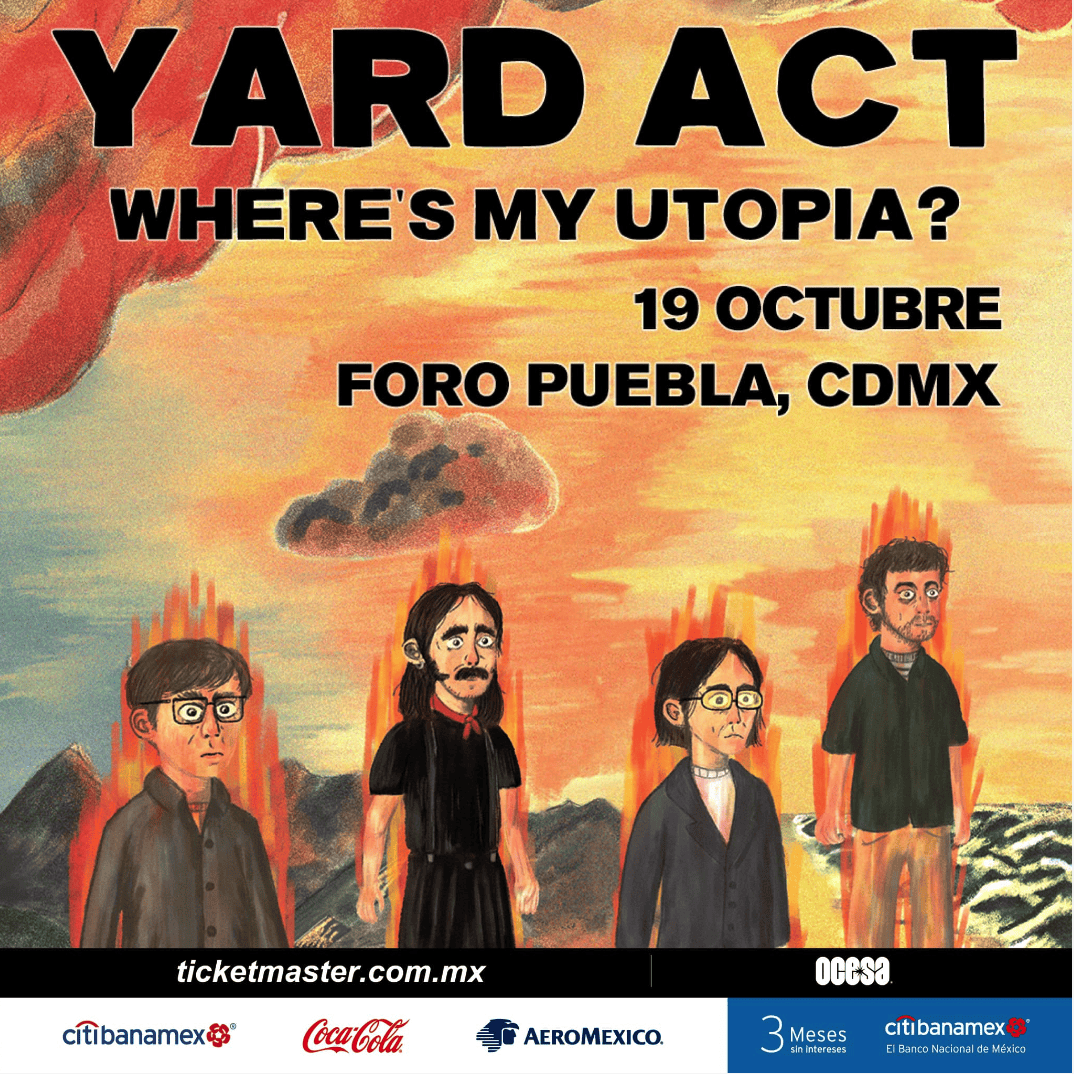 YARD ACT
WHERE'S MY UTOPIA?
19 OCTUBRE
FORO PUEBLA, CDMX
ticketmaster.com.mx
OCESA
citibanamex®
Coca-Cola
AEROMEXICO.
3 Meses
sin intereses
citibanamex
El Banco Nacional de México